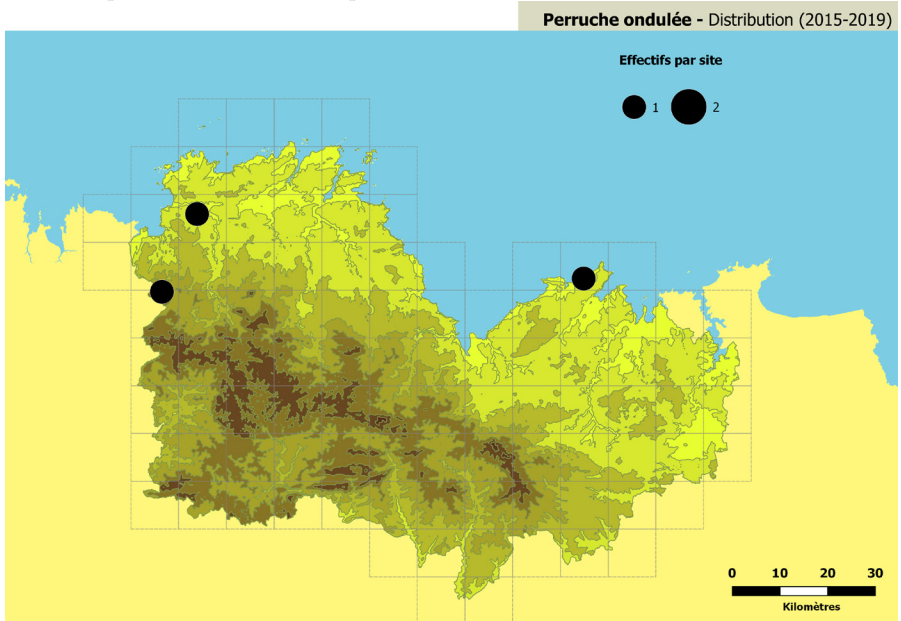 Perruche ondulée - Distribution (2015-2019)
Effectifs par site
1 2
0 10 20 30
Kilomètres